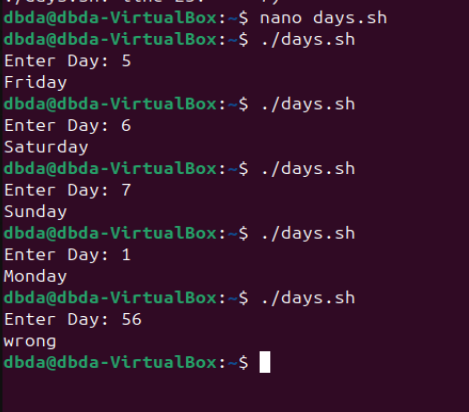 dbda@dbda-VirtualBox:~$ nano days.sh
dbda@dbda-VirtualBox:~$ ./days.sh
Enter Day: 5
Friday
dbda@dbda-VirtualBox:~$ ./days.sh
Enter Day: 6
Saturday
dbda@dbda-VirtualBox:~$ ./days.sh
Enter Day: 7
Sunday
dbda@dbda-VirtualBox:~$ ./days.sh
Enter Day: 1
Monday
dbda@dbda-VirtualBox:~$ ./days.sh
Enter Day: 56
wrong
dbda@dbda-VirtualBox:~$